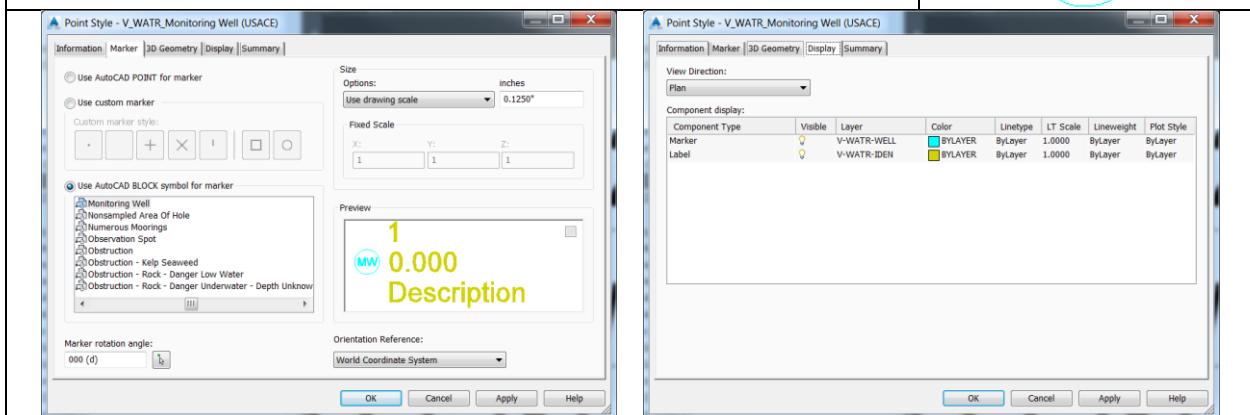 Point Style - V_WATR_Monitoring Well (USACE)
Information Marker 3D Geometry Display Summary
Use AutoCAD POINT for marker
Use custom marker
Custom marker style:
Use AutoCAD BLOCK symbol for marker
Monitoring Well
Nonsampled Area Of Hole
Numerous Moorings
Observation Spot
Obstruction
Obstruction - Kelp Seaweed
Obstruction - Rock - Danger Low Water
Obstruction - Rock - Danger Underwater - Depth Unknow
Marker rotation angle:
000 (d)
Size
Options: inches
Use drawing scale 0.1250"
Fixed Scale
X: Y: Z:
1 1 1
Preview
1
MW 0.000
Description
Orientation Reference:
World Coordinate System
OK Cancel Apply Help
Point Style - V_WATR_Monitoring Well (USACE)
Information Marker 3D Geometry Display Summary
View Direction:
Plan
Component display:
Component Type Visible Layer Color Linetype LT Scale Lineweight Plot Style
Marker V-WATR-WELL BYLAYER ByLayer 1.0000 ByLayer ByLayer
Label V-WATR-IDEN BYLAYER ByLayer 1.0000 ByLayer ByLayer
OK Cancel Apply Help